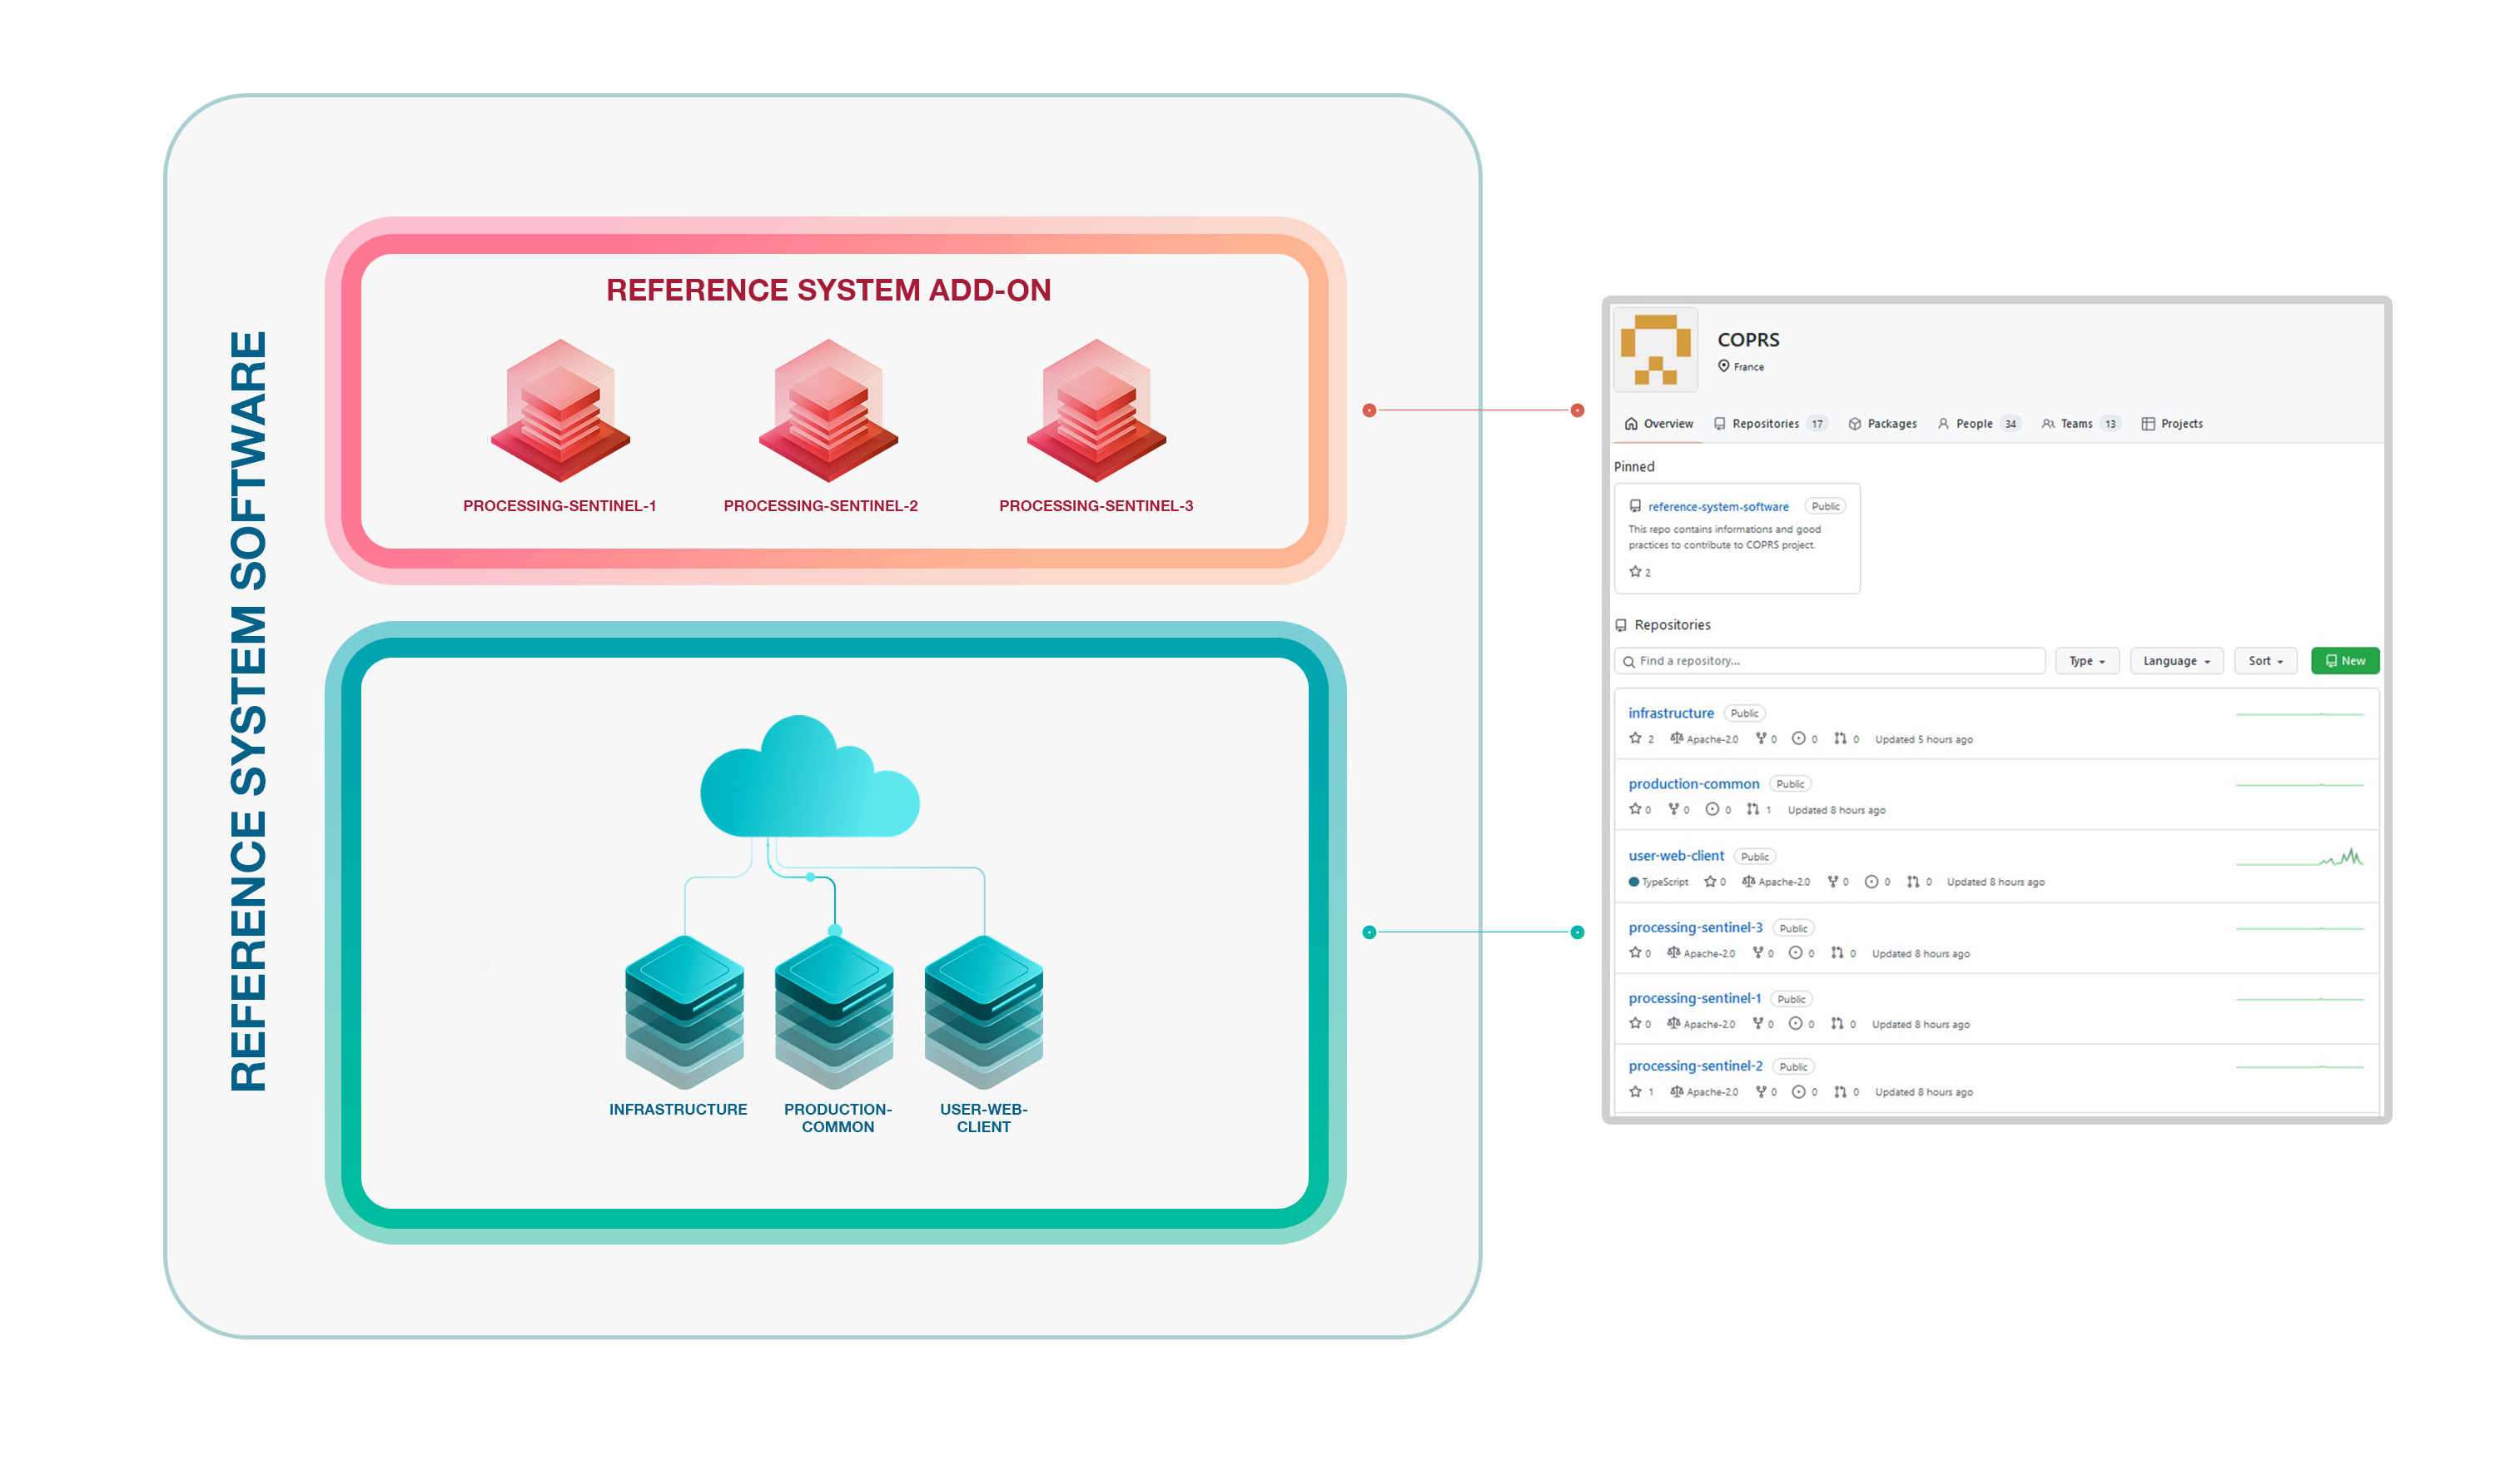 REFERENCE SYSTEM SOFTWARE
REFERENCE SYSTEM ADD-ON
PROCESSING-SENTINEL-1
PROCESSING-SENTINEL-2
PROCESSING-SENTINEL-3
INFRASTRUCTURE
PRODUCTION-
COMMON
USER-WEB-
CLIENT
COPRS
France
Overview Repositories 17 Packages People 34 Teams 13 Projects
Pinned
reference-system-software Public
This repo contains informations and good
practices to contribute to COPRS project.
2
Repositories
Find a repository... Type Language Sort New
infrastructure Public
2 Apache-2.0 0 0 0 Updated 5 hours ago
production-common Public
0 0 0 1 Updated 8 hours ago
user-web-client Public
TypeScript 0 Apache-2.0 0 0 0 Updated 8 hours ago
processing-sentinel-3 Public
0 Apache-2.0 0 0 0 Updated 8 hours ago
processing-sentinel-1 Public
0 Apache-2.0 0 0 0 Updated 8 hours ago
processing-sentinel-2 Public
1 Apache-2.0 0 0 0 Updated 8 hours ago